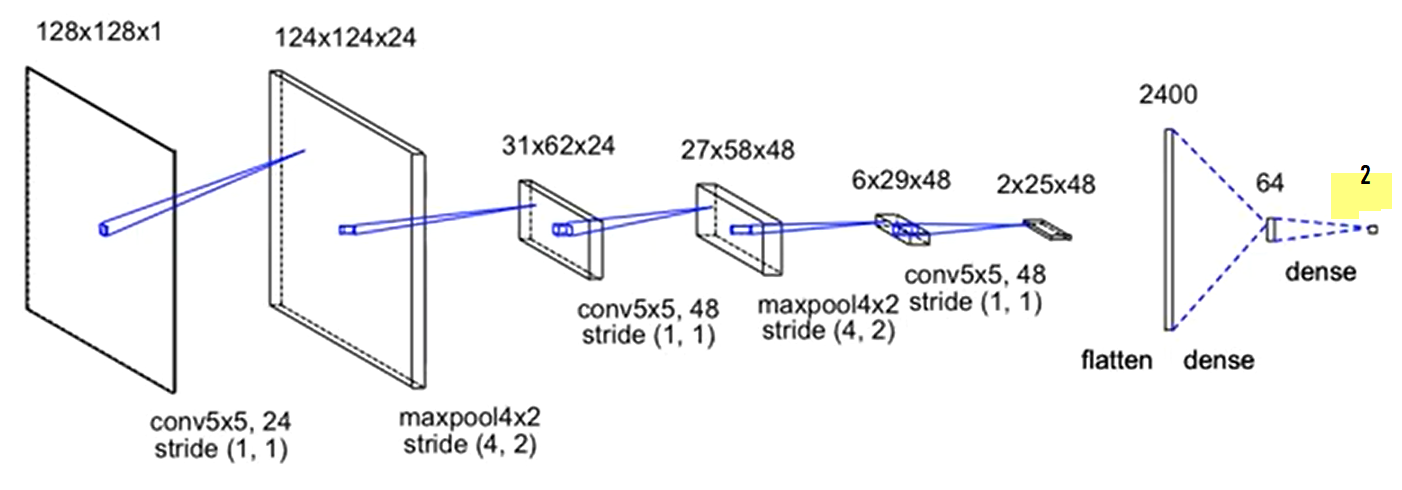 128x128x1
124x124x24
31x62x24
27x58x48
6x29x48
2x25x48
2400
64
2
conv5x5, 24
stride (1, 1)
maxpool4x2
stride (4, 2)
conv5x5, 48
stride (1, 1)
maxpool4x2
stride (4, 2)
conv5x5, 48
stride (1, 1)
flatten
dense
dense